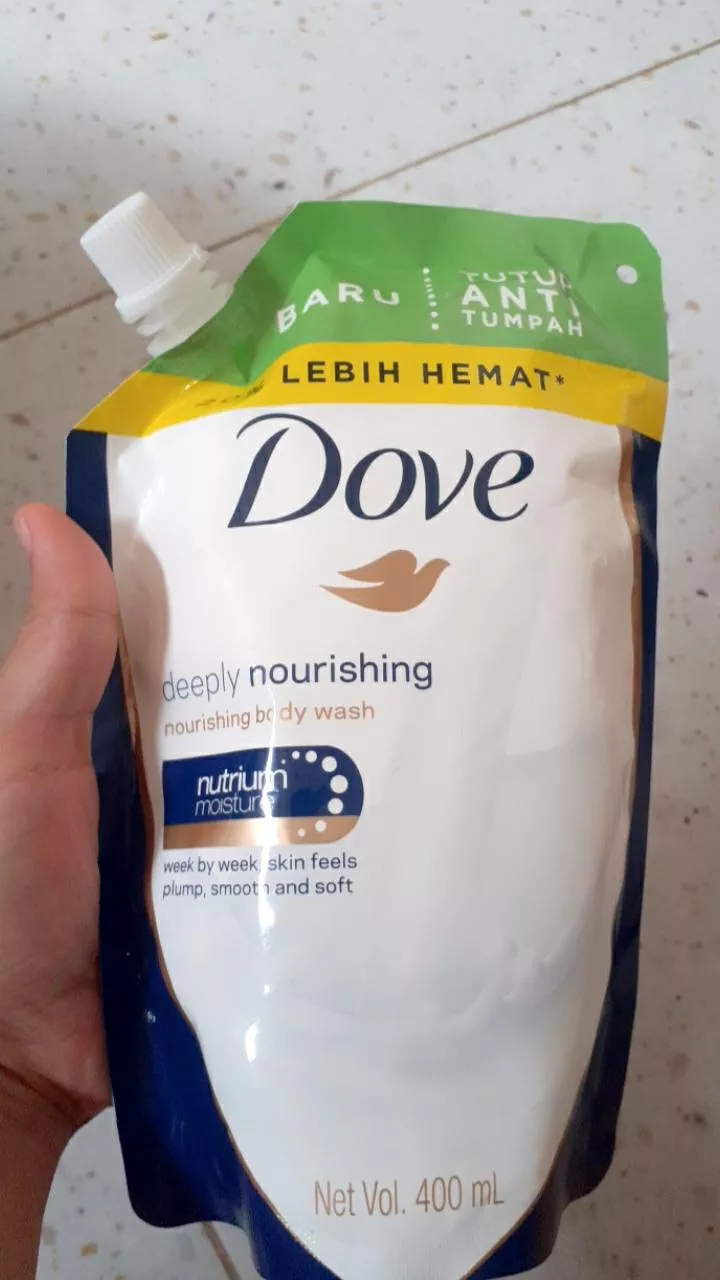 BARU
TUTUP
ANTI
TUMPAH
LEBIH HEMAT*
Dove
deeply nourishing
nourishing body wash
nutrium
moisture
week by week, skin feels
plump, smooth and soft
Net Vol. 400 mL